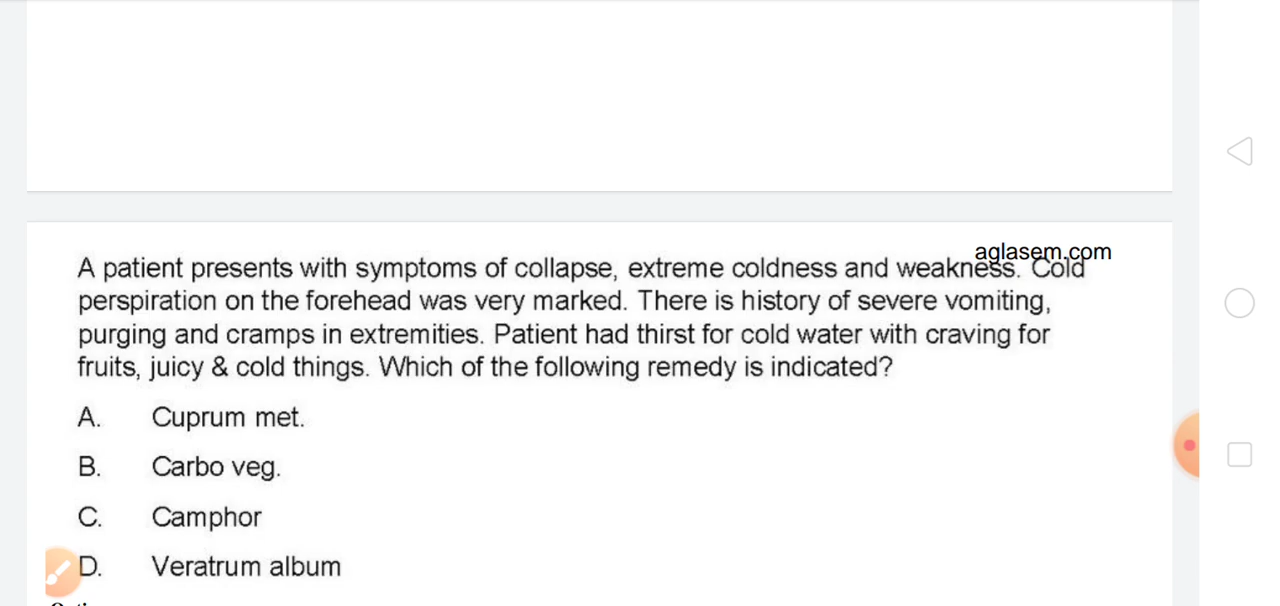 aglasem.com
A patient presents with symptoms of collapse, extreme coldness and weakness. Cold
perspiration on the forehead was very marked. There is history of severe vomiting,
purging and cramps in extremities. Patient had thirst for cold water with craving for
fruits, juicy & cold things. Which of the following remedy is indicated?
A. Cuprum met.
B. Carbo veg.
C. Camphor
D. Veratrum album